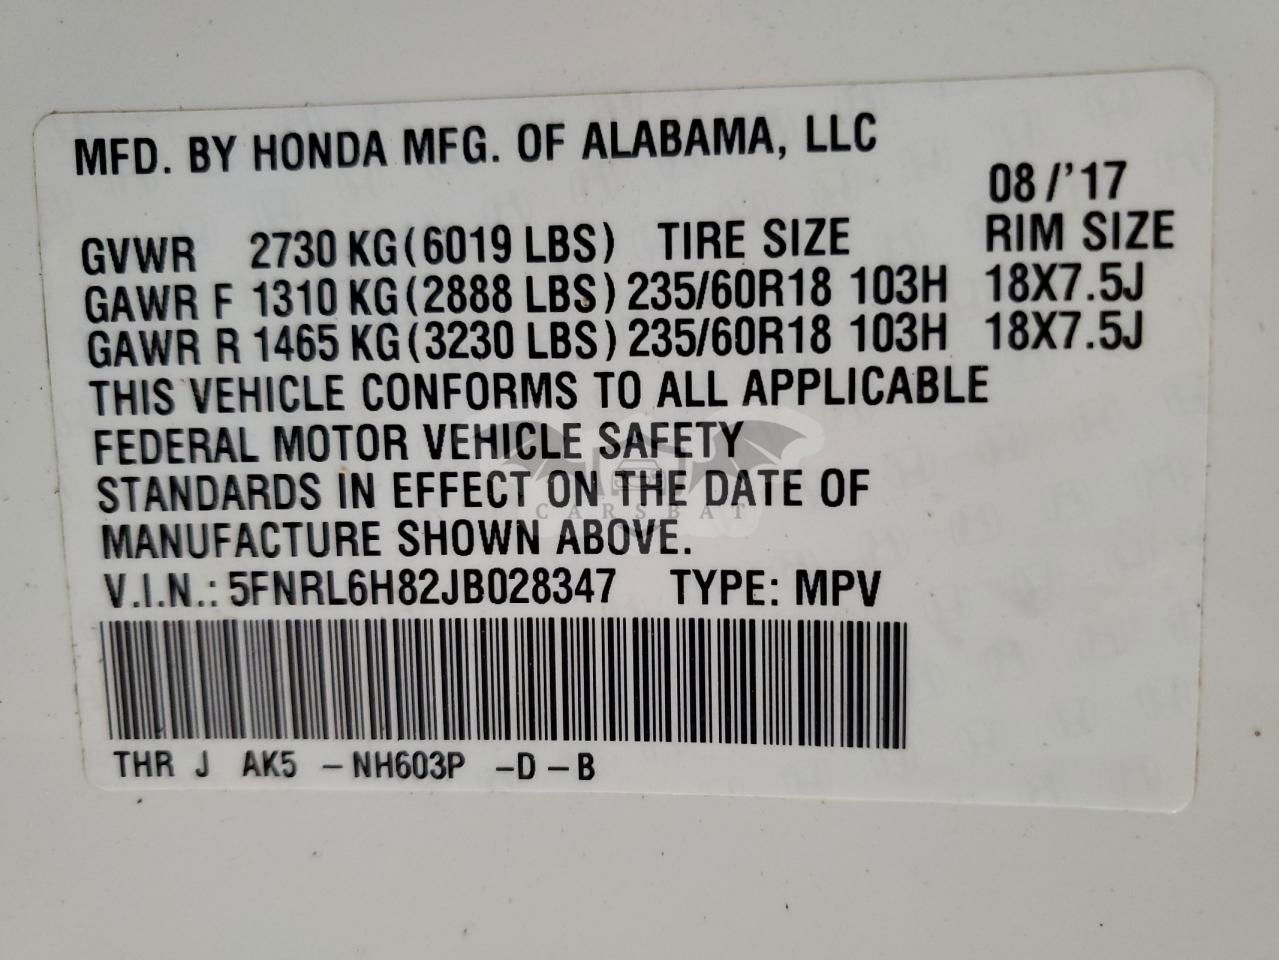 MFD. BY HONDA MFG. OF ALABAMA, LLC
08/'17
GVWR 2730 KG(6019 LBS) TIRE SIZE RIM SIZE
GAWR F 1310 KG(2888 LBS) 235/60R18 103H 18X7.5J
GAWR R 1465 KG(3230 LBS) 235/60R18 103H 18X7.5J
THIS VEHICLE CONFORMS TO ALL APPLICABLE
FEDERAL MOTOR VEHICLE SAFETY
STANDARDS IN EFFECT ON THE DATE OF
CARSBAT
MANUFACTURE SHOWN ABOVE.
V.I.N.: 5FNRL6H82JB028347 TYPE: MPV
THR J AK5 -NH603P -D-B